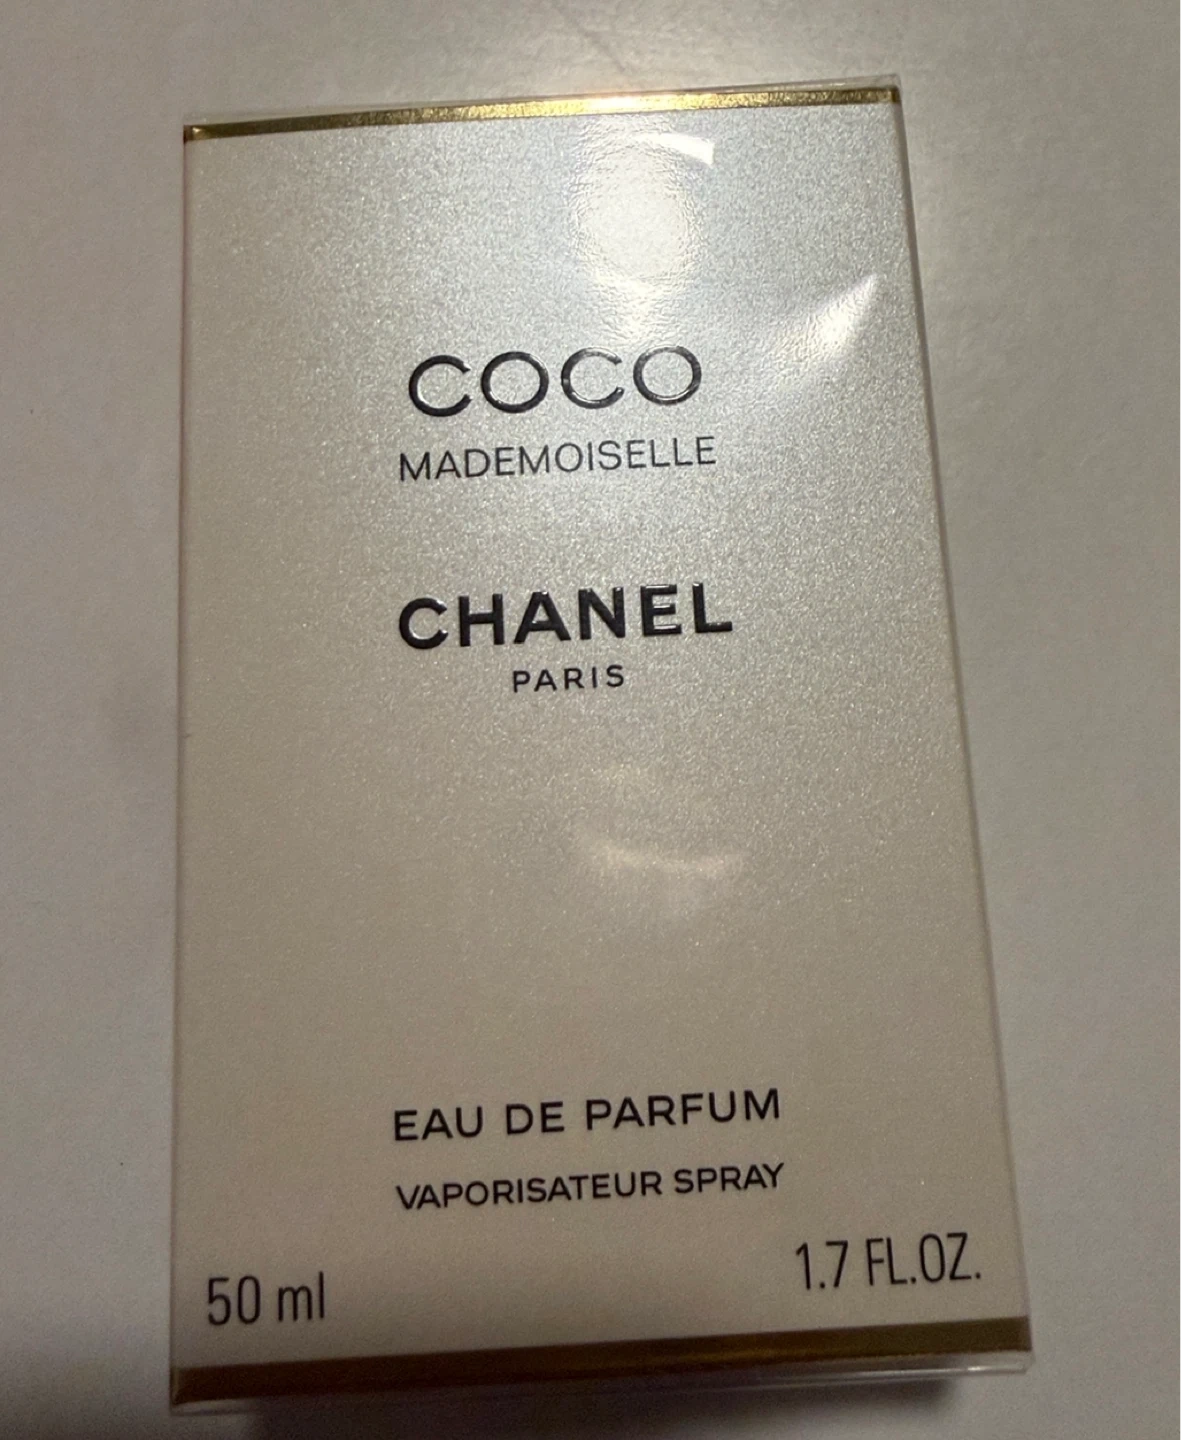 COCO
MADEMOISELLE
CHANEL
PARIS
EAU DE PARFUM
VAPORISATEUR SPRAY
50 ml 1.7 FL.OZ.